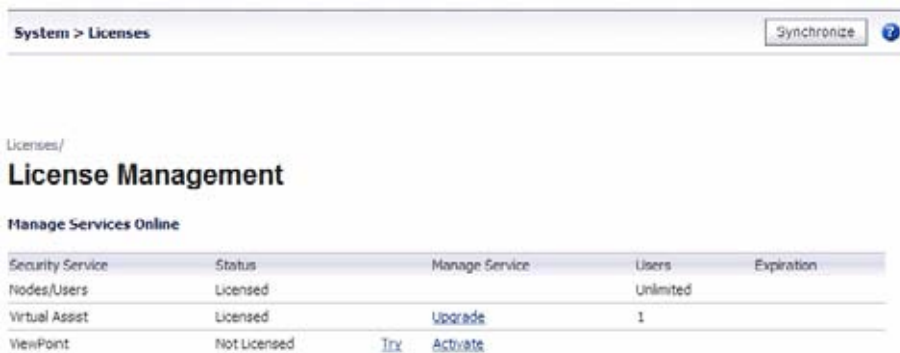 System > Licenses Synchronize ?
Licenses/
License Management
Manage Services Online
Security Service Status Manage Service Users Expiration
Nodes/Users Licensed Unlimited
Virtual Assist Licensed Upgrade 1
ViewPoint Not Licensed Try Activate